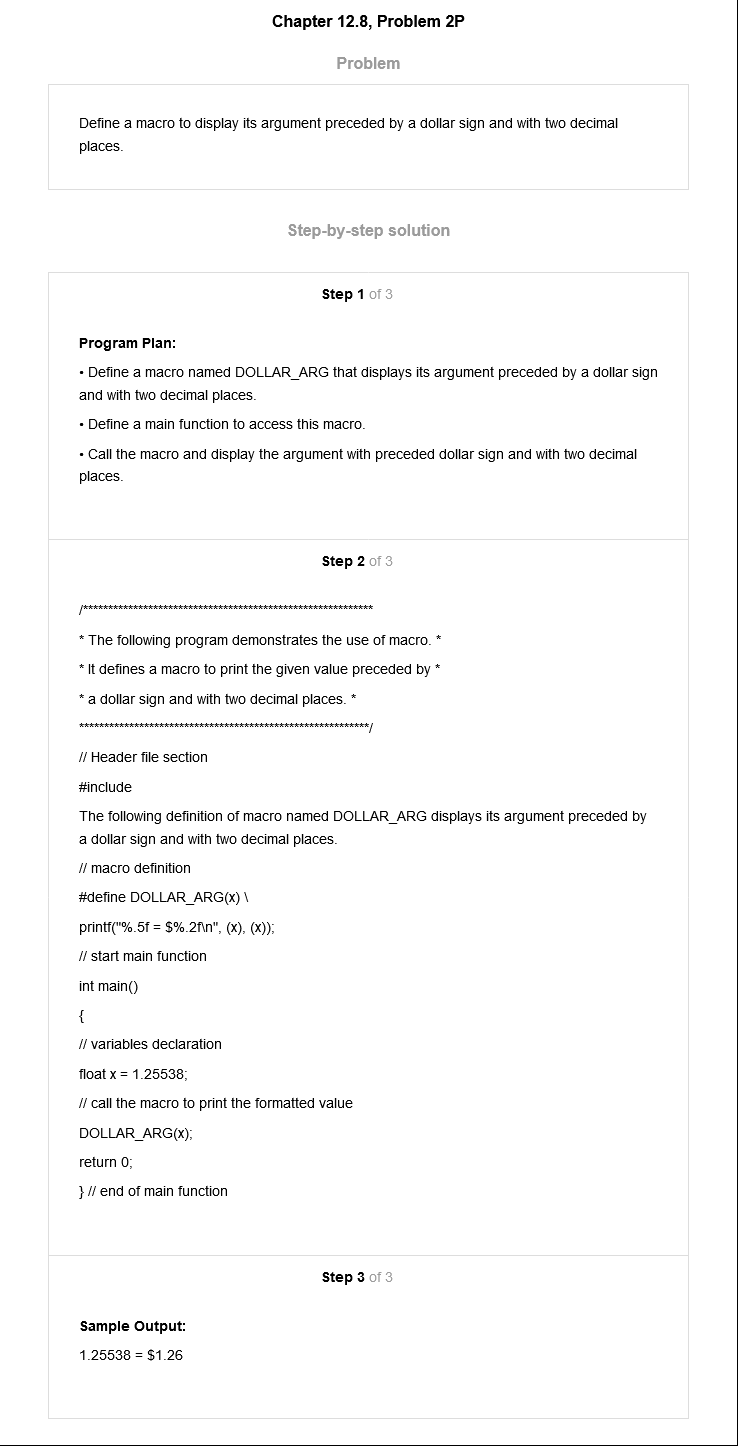 Chapter 12.8, Problem 2P
Problem
Define a macro to display its argument preceded by a dollar sign and with two decimal
places.
Step-by-step solution
Step 1 of 3
Program Plan:
• Define a macro named DOLLAR_ARG that displays its argument preceded by a dollar sign
and with two decimal places.
• Define a main function to access this macro.
• Call the macro and display the argument with preceded dollar sign and with two decimal
places.
Step 2 of 3
/**********************************************************
* The following program demonstrates the use of macro. *
* It defines a macro to print the given value preceded by *
* a dollar sign and with two decimal places. *
**********************************************************/
// Header file section
#include
The following definition of macro named DOLLAR_ARG displays its argument preceded by
a dollar sign and with two decimal places.
// macro definition
#define DOLLAR_ARG(x) \
printf("%.5f = $%.2f\n", (x), (x));
// start main function
int main()
{
// variables declaration
float x = 1.25538;
// call the macro to print the formatted value
DOLLAR_ARG(x);
return 0;
} // end of main function
Step 3 of 3
Sample Output:
1.25538 = $1.26